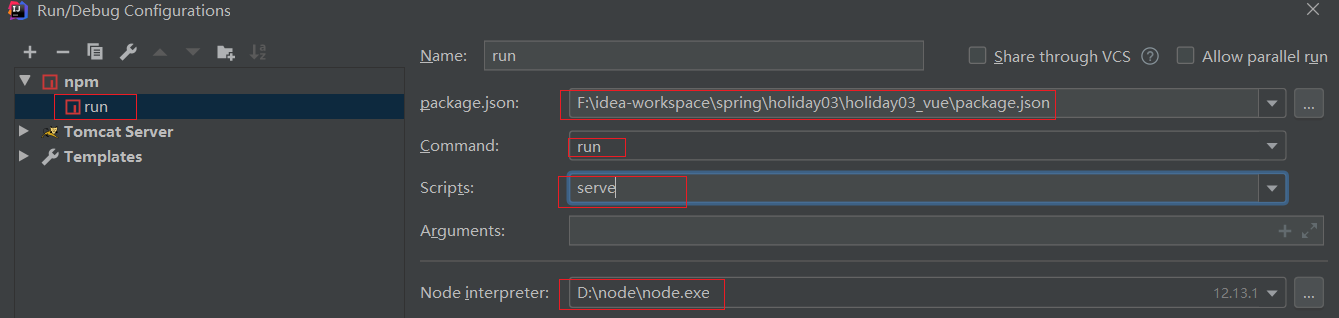 Run/Debug Configurations
Name: run Share through VCS ? Allow parallel run
npm
run
Tomcat Server
Templates
package.json: F:\idea-workspace\spring\holiday03\holiday03_vue\package.json ...
Command: run
Scripts: serve
Arguments:
Node interpreter: D:\node\node.exe 12.13.1 ...